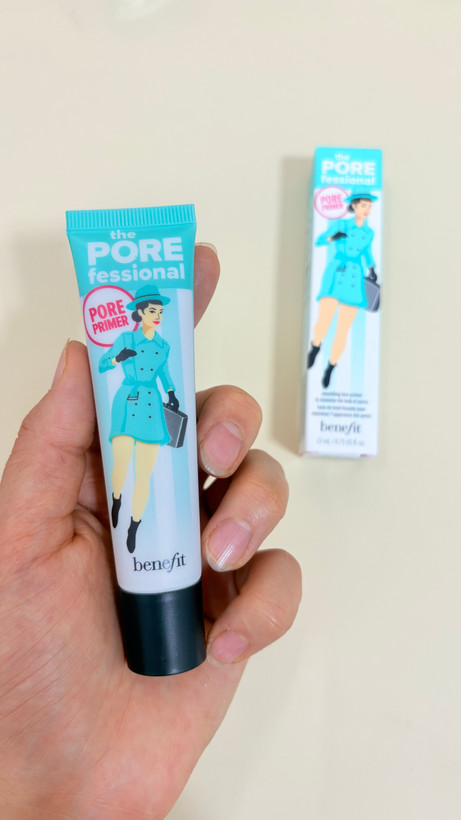 the
PORE
fessional
PORE
PRIMER
benefit
the
PORE
fessional
PORE
PRIMER
benefit